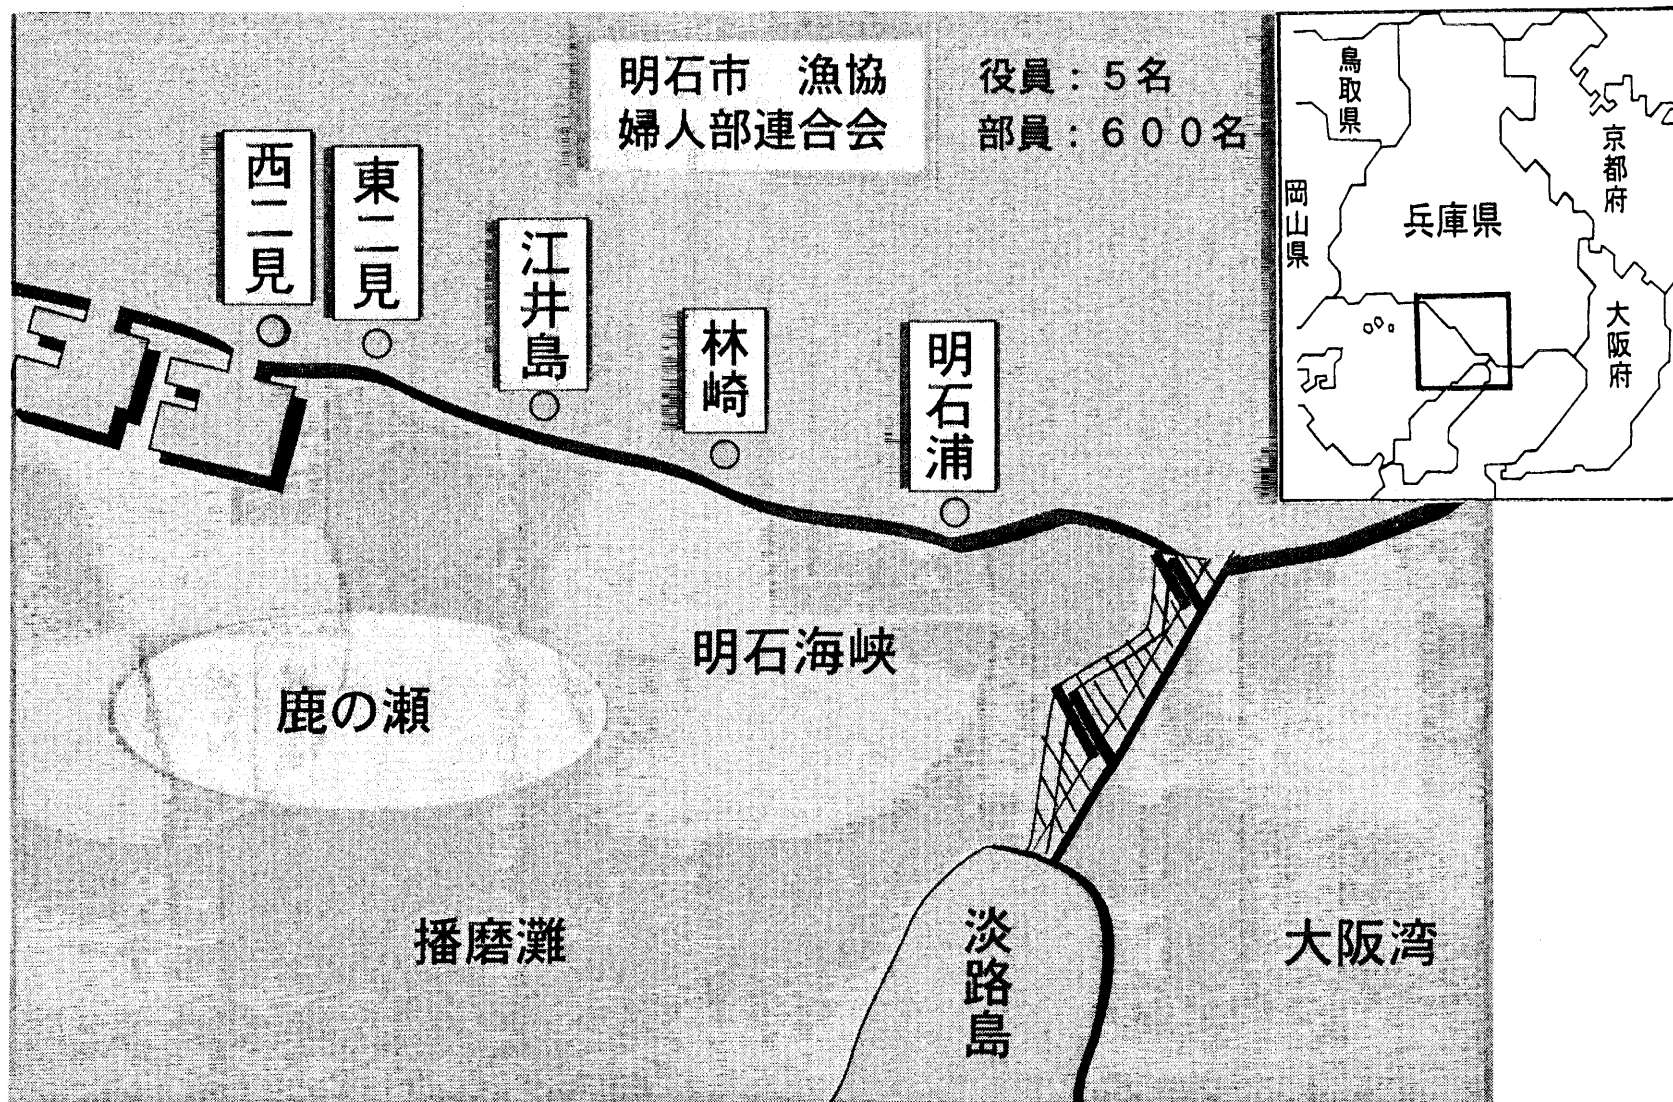 明石市　漁協
婦人部連合会
役員：５名
部員：６００名
鳥取県
京都府
岡山県
兵庫県
大阪府
西二見
東二見
江井島
林崎
明石浦
明石海峡
鹿の瀬
播磨灘
淡路島
大阪湾